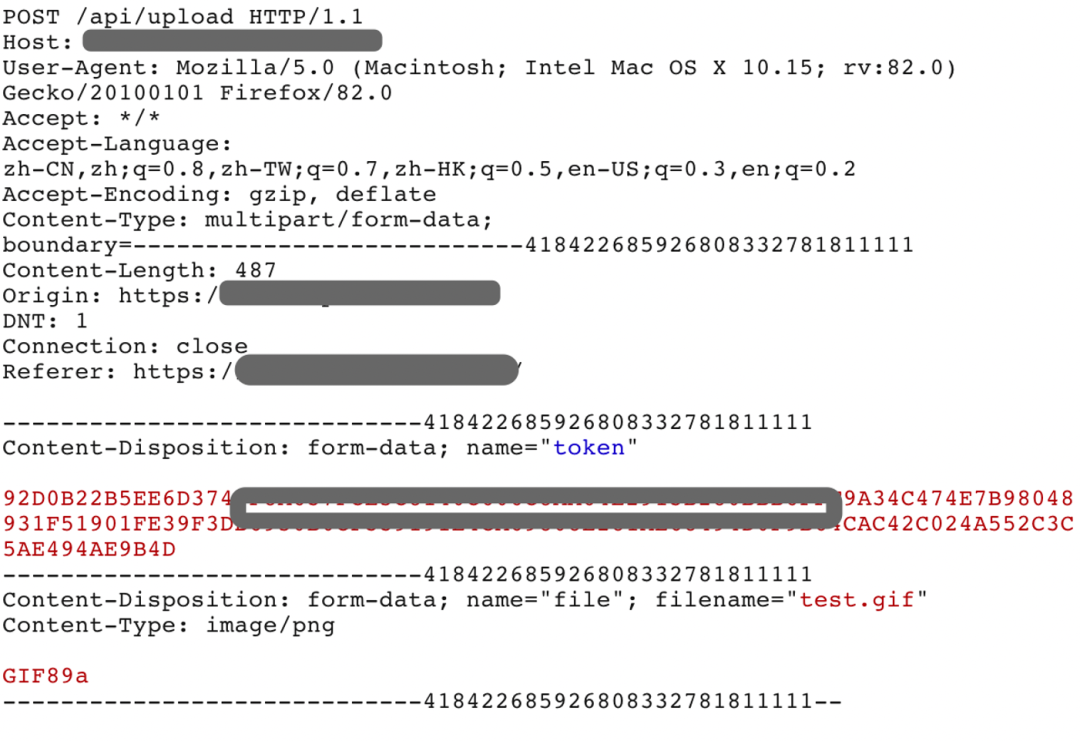 POST /api/upload HTTP/1.1
Host:
User-Agent: Mozilla/5.0 (Macintosh; Intel Mac OS X 10.15; rv:82.0)
Gecko/20100101 Firefox/82.0
Accept: */*
Accept-Language:
zh-CN,zh;q=0.8,zh-TW;q=0.7,zh-HK;q=0.5,en-US;q=0.3,en;q=0.2
Accept-Encoding: gzip, deflate
Content-Type: multipart/form-data;
boundary=---------------------------418422685926808332781811111
Content-Length: 487
Origin: https:/
DNT: 1
Connection: close
Referer: https:/

-----------------------------418422685926808332781811111
Content-Disposition: form-data; name="token"

92D0B22B5EE6D374 9A34C474E7B98048
931F51901FE39F3D CAC42C024A552C3C
5AE494AE9B4D
-----------------------------418422685926808332781811111
Content-Disposition: form-data; name="file"; filename="test.gif"
Content-Type: image/png

GIF89a
-----------------------------418422685926808332781811111--